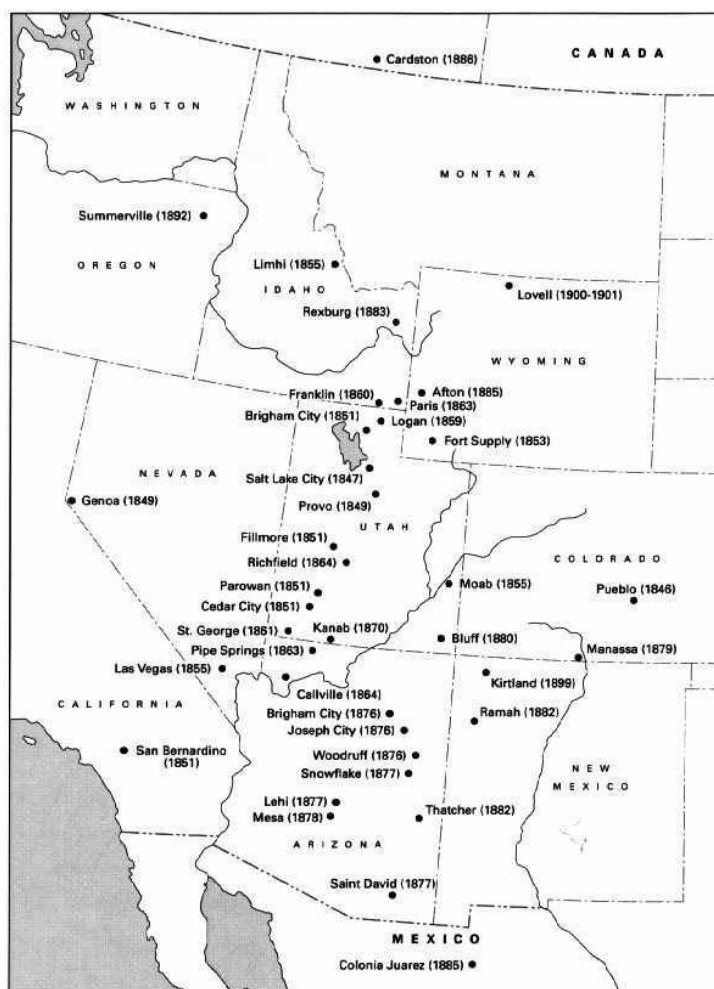 CANADA
Cardston (1886)
WASHINGTON
MONTANA
Summerville (1892)
OREGON
Limhi (1855)
IDAHO
Lovell (1900-1901)
Rexburg (1883)
WYOMING
Franklin (1860)
Afton (1885)
Paris (1863)
Brigham City (1851)
Logan (1859)
Fort Supply (1853)
NEVADA
Salt Lake City (1847)
Genoa (1849)
Provo (1849)
UTAH
Fillmore (1851)
Richfield (1864)
COLORADO
Moab (1855)
Pueblo (1846)
Parowan (1851)
Cedar City (1851)
St. George (1861)
Kanab (1870)
Bluff (1880)
Pipe Springs (1863)
Manassa (1879)
Las Vegas (1855)
Callville (1864)
Kirtland (1899)
CALIFORNIA
Brigham City (1876)
Ramah (1882)
Joseph City (1876)
San Bernardino
(1851)
Woodruff (1876)
Snowflake (1877)
NEW
MEXICO
Lehi (1877)
Mesa (1878)
Thatcher (1882)
ARIZONA
Saint David (1877)
MEXICO
Colonia Juarez (1885)